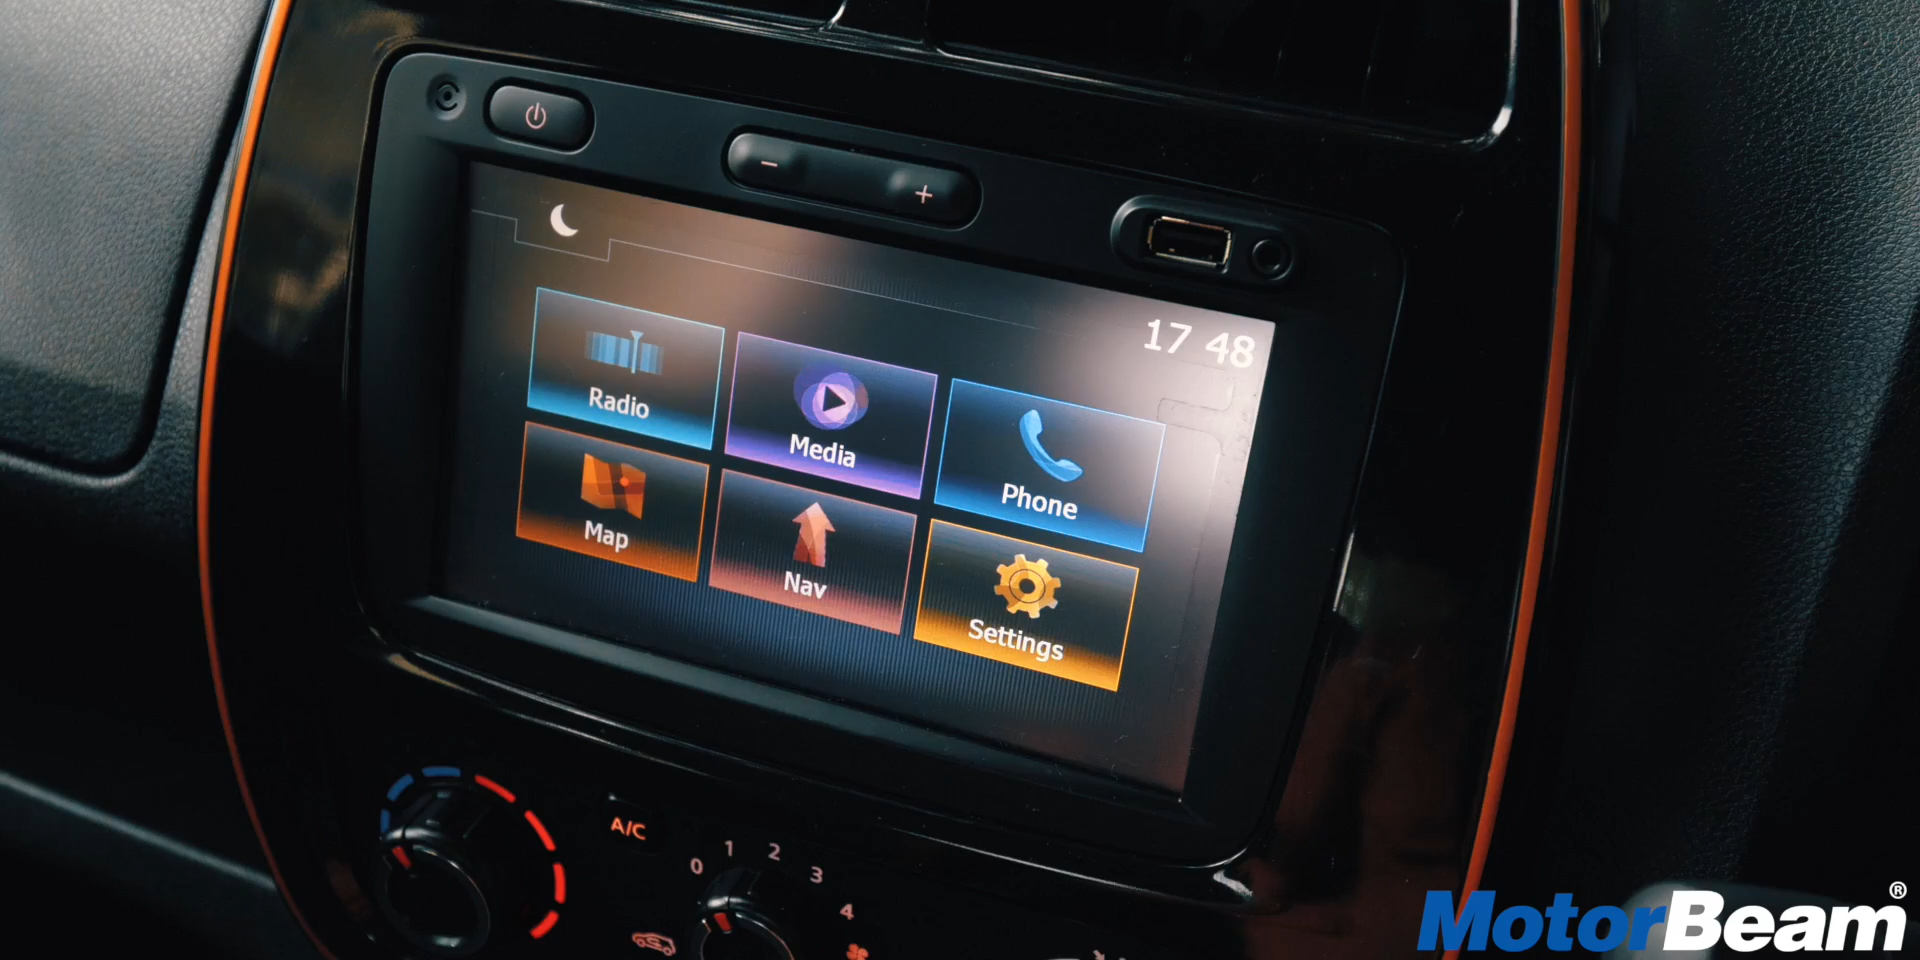 17 48
Radio
Media
Phone
Map
Nav
Settings
A/C
0 1 2 3 4
MotorBeam®